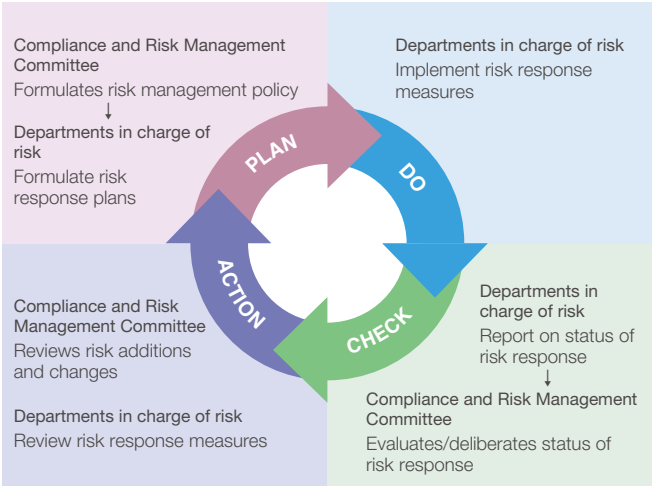 Compliance and Risk Management
Committee
Formulates risk management policy
Departments in charge of
risk
Formulate risk
response plans
PLAN
Departments in charge of risk
Implement risk response
measures
DO
Departments in
charge of risk
Report on status of
risk response
Compliance and Risk Management
Committee
Evaluates/deliberates status of
risk response
CHECK
Compliance and Risk
Management Committee
Reviews risk additions
and changes
Departments in charge of risk
Review risk response measures
ACTION